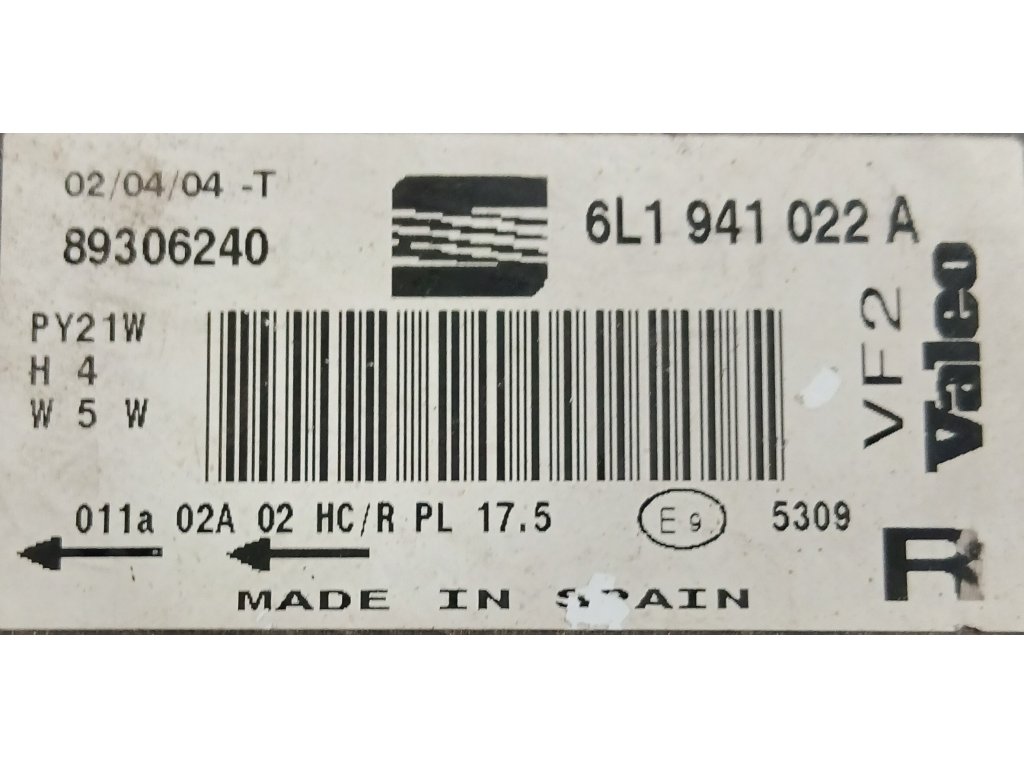 02/04/04 -T
89306240
6L1 941 022 A
PY21W
H 4
W 5 W
VF2
Valeo
011a 02A 02 HC/R PL 17.5
E 9
5309
R
MADE IN SPAIN